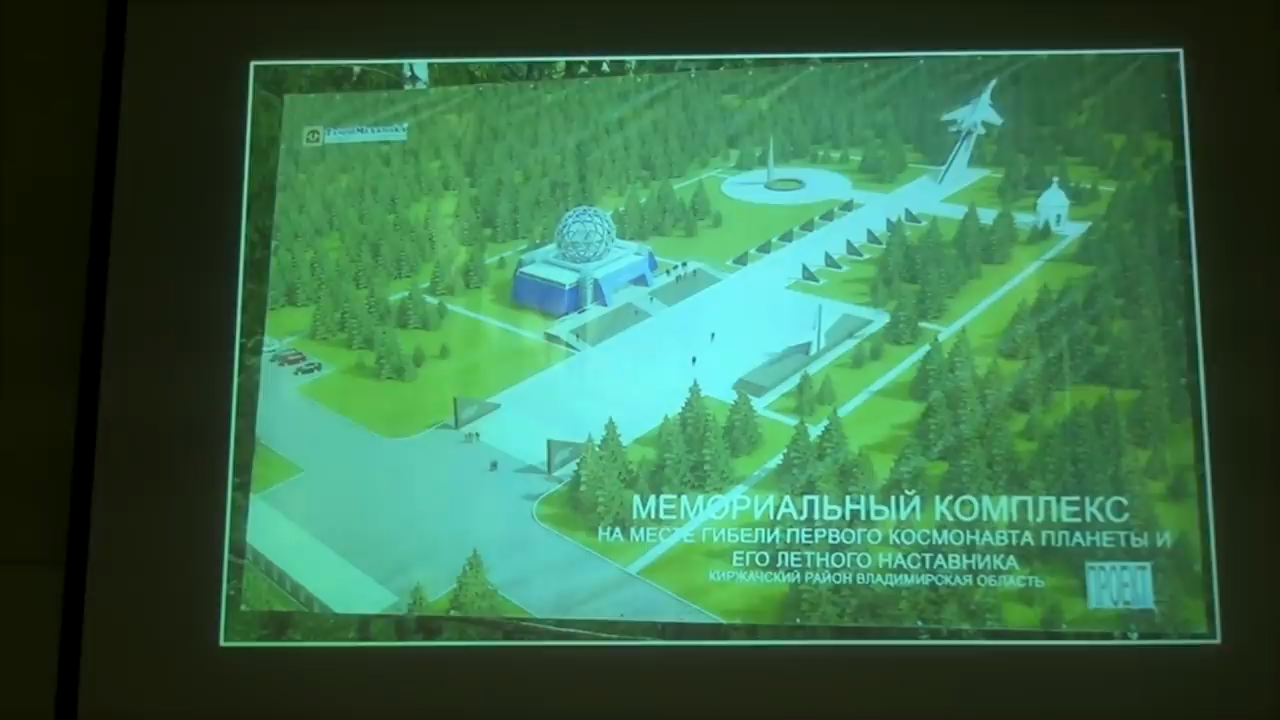 МЕМОРИАЛЬНЫЙ КОМПЛЕКС
НА МЕСТЕ ГИБЕЛИ ПЕРВОГО КОСМОНАВТА ПЛАНЕТЫ И
ЕГО ЛЕТНОГО НАСТАВНИКА
КИРЖАЧСКИЙ РАЙОН ВЛАДИМИРСКАЯ ОБЛАСТЬ
ПРОЕКТ